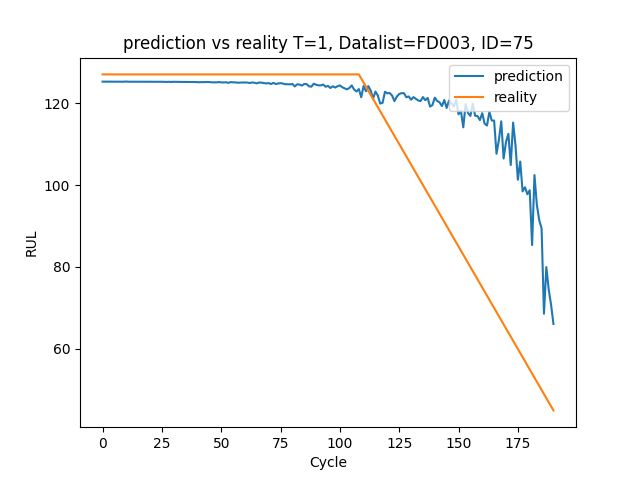 prediction vs reality T=1, Datalist=FD003, ID=75
prediction
reality
RUL
120
100
80
60
0 25 50 75 100 125 150 175
Cycle